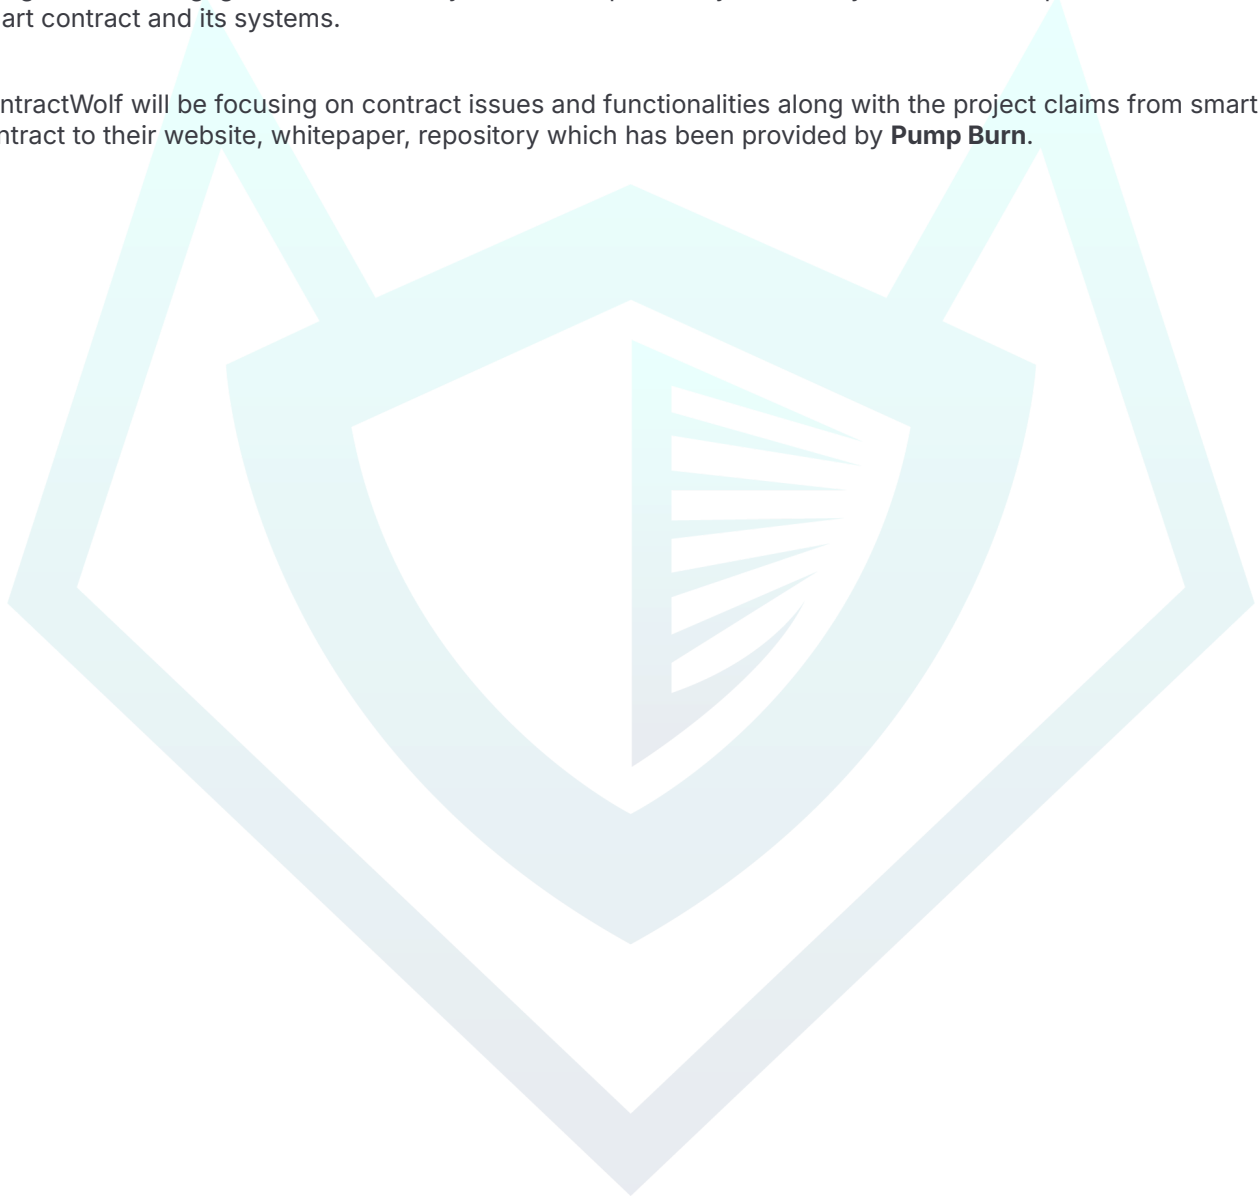 art contract and its systems.
ntractWolf will be focusing on contract issues and functionalities along with the project claims from smart
ntract to their website, whitepaper, repository which has been provided by Pump Burn.